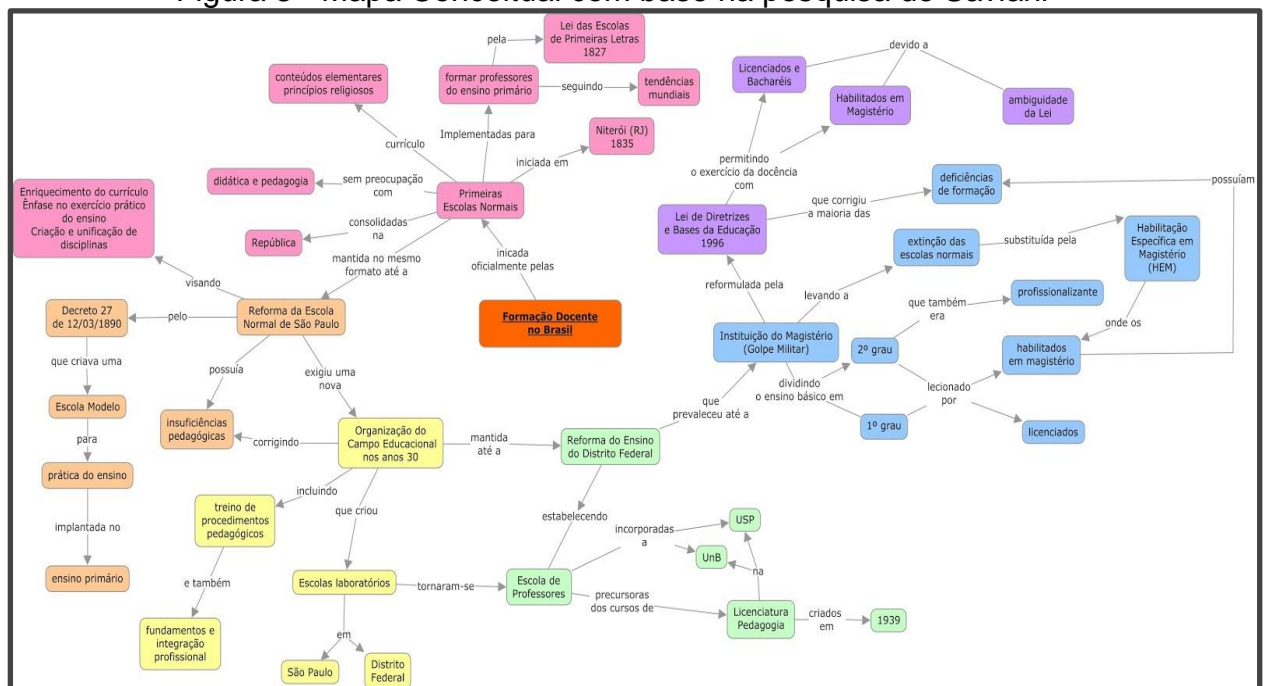 Figura 3 - Mapa Conceitual com base na pesquisa de Saviani
Lei das Escolas
de Primeiras Letras
1827
pela
conteúdos elementares
princípios religiosos
formar professores
do ensino primário
seguindo
tendências
mundiais
currículo
Implementadas para
Niterói (RJ)
1835
iniciada em
didática e pedagogia
sem preocupação
com
Primeiras
Escolas Normais
Enriquecimento do currículo
Ênfase no exercício prático
do ensino
Criação e unificação de
disciplinas
República
consolidadas
na
mantida no mesmo
formato até a
inicada
oficialmente pelas
visando
Decreto 27
de 12/03/1890
pelo
Reforma da Escola
Normal de São Paulo
Formação Docente
no Brasil
que criava uma
possuía
exigiu uma
nova
Escola Modelo
insuficiências
pedagógicas
corrigindo
Organização do
Campo Educacional
nos anos 30
mantida
até a
Reforma do Ensino
do Distrito Federal
que
prevaleceu até a
para
prática do ensino
implantada no
ensino primário
incluindo
treino de
procedimentos
pedagógicos
que criou
e também
fundamentos e
integração
profissional
Escolas laboratórios
tornaram-se
em
São Paulo
Distrito
Federal
estabelecendo
Escola de
Professores
incorporadas
a
USP
UnB
na
precursoras
dos cursos de
Licenciatura
Pedagogia
criados
em
1939
devido a
Licenciados e
Bacharéis
Habilitados em
Magistério
ambiguidade
da Lei
permitindo
o exercício da docência
com
Lei de Diretrizes
e Bases da Educação
1996
que corrigiu
a maioria das
deficiências
de formação
possuíam
reformulada pela
extinção das
escolas normais
substituída pela
Habilitação
Específica em
Magistério
(HEM)
levando a
Instituição do Magistério
(Golpe Militar)
que também
era
profissionalizante
onde os
2º grau
habilitados
em magistério
dividindo
o ensino básico em
lecionado
por
1º grau
licenciados